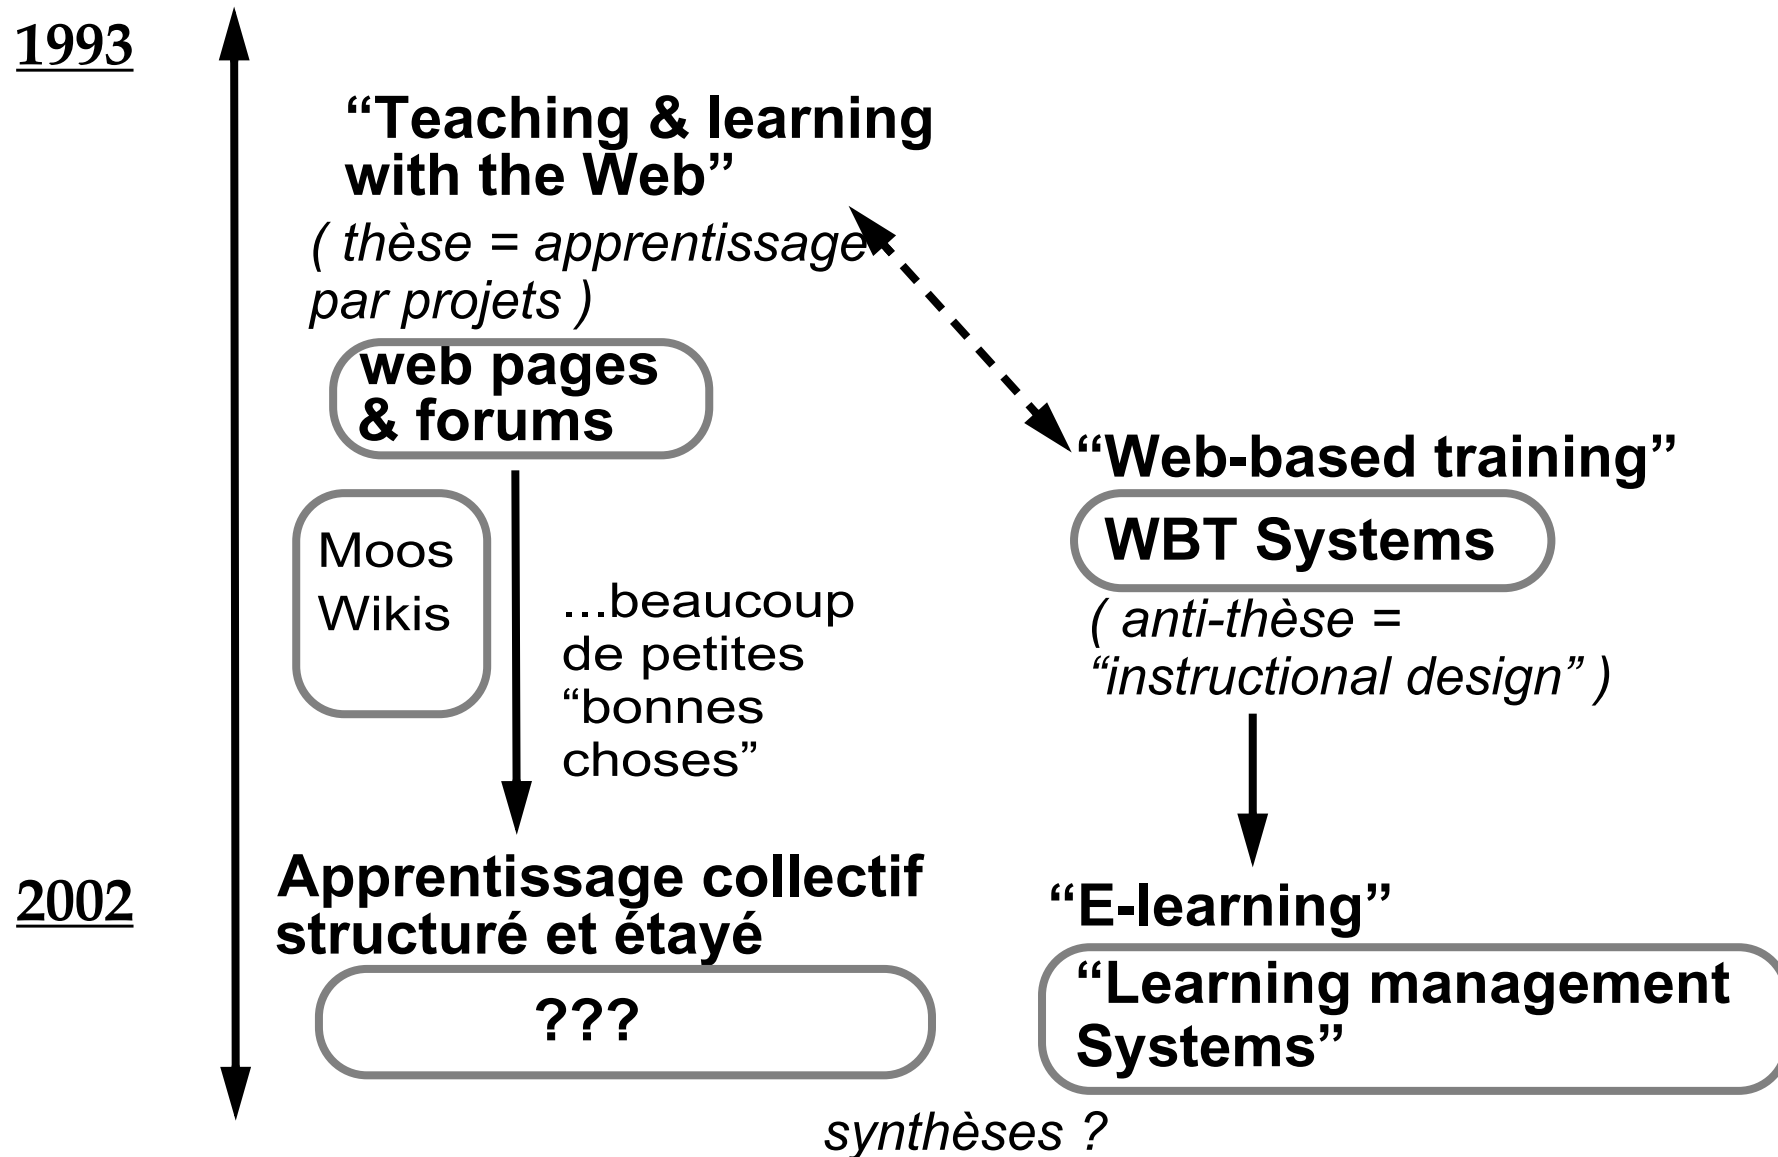 1993
“Teaching & learning
with the Web”
( thèse = apprentissage
par projets )
web pages
& forums
Moos
Wikis
...beaucoup
de petites
“bonnes
choses”
“Web-based training”
WBT Systems
( anti-thèse =
“instructional design” )
2002
Apprentissage collectif
structuré et étayé
???
“E-learning”
“Learning management
Systems”
synthèses ?